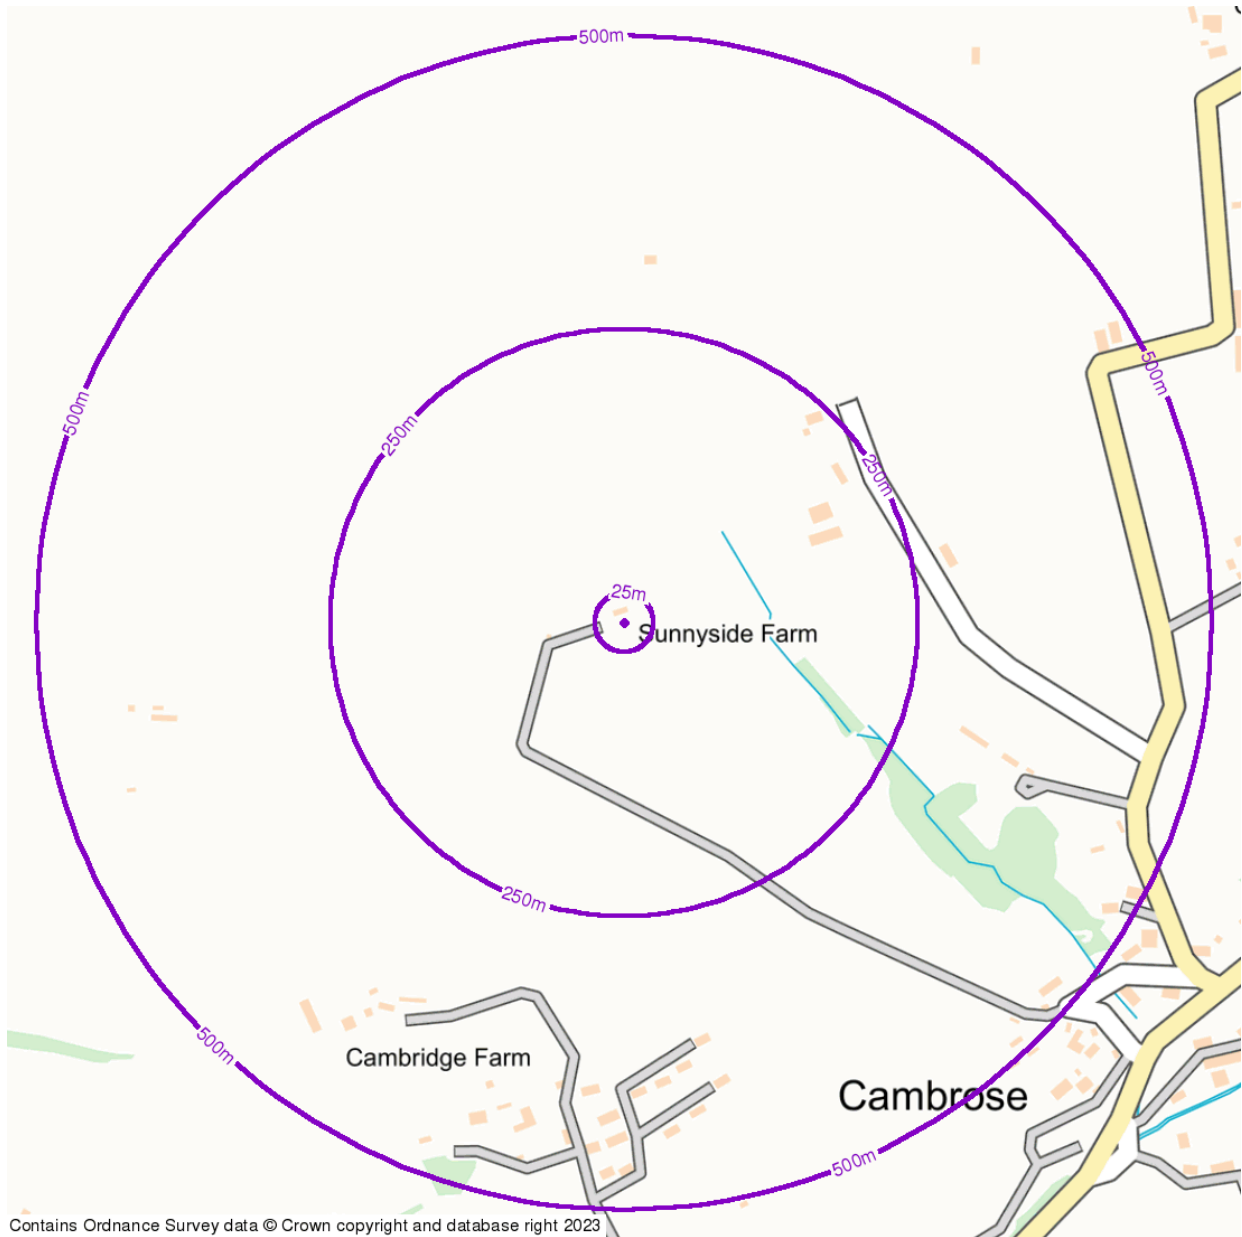 500m
500m
500m
250m
250m
25m
Sunnyside Farm
250m
500m
Cambridge Farm
Cambrose
500m
Contains Ordnance Survey data © Crown copyright and database right 2023